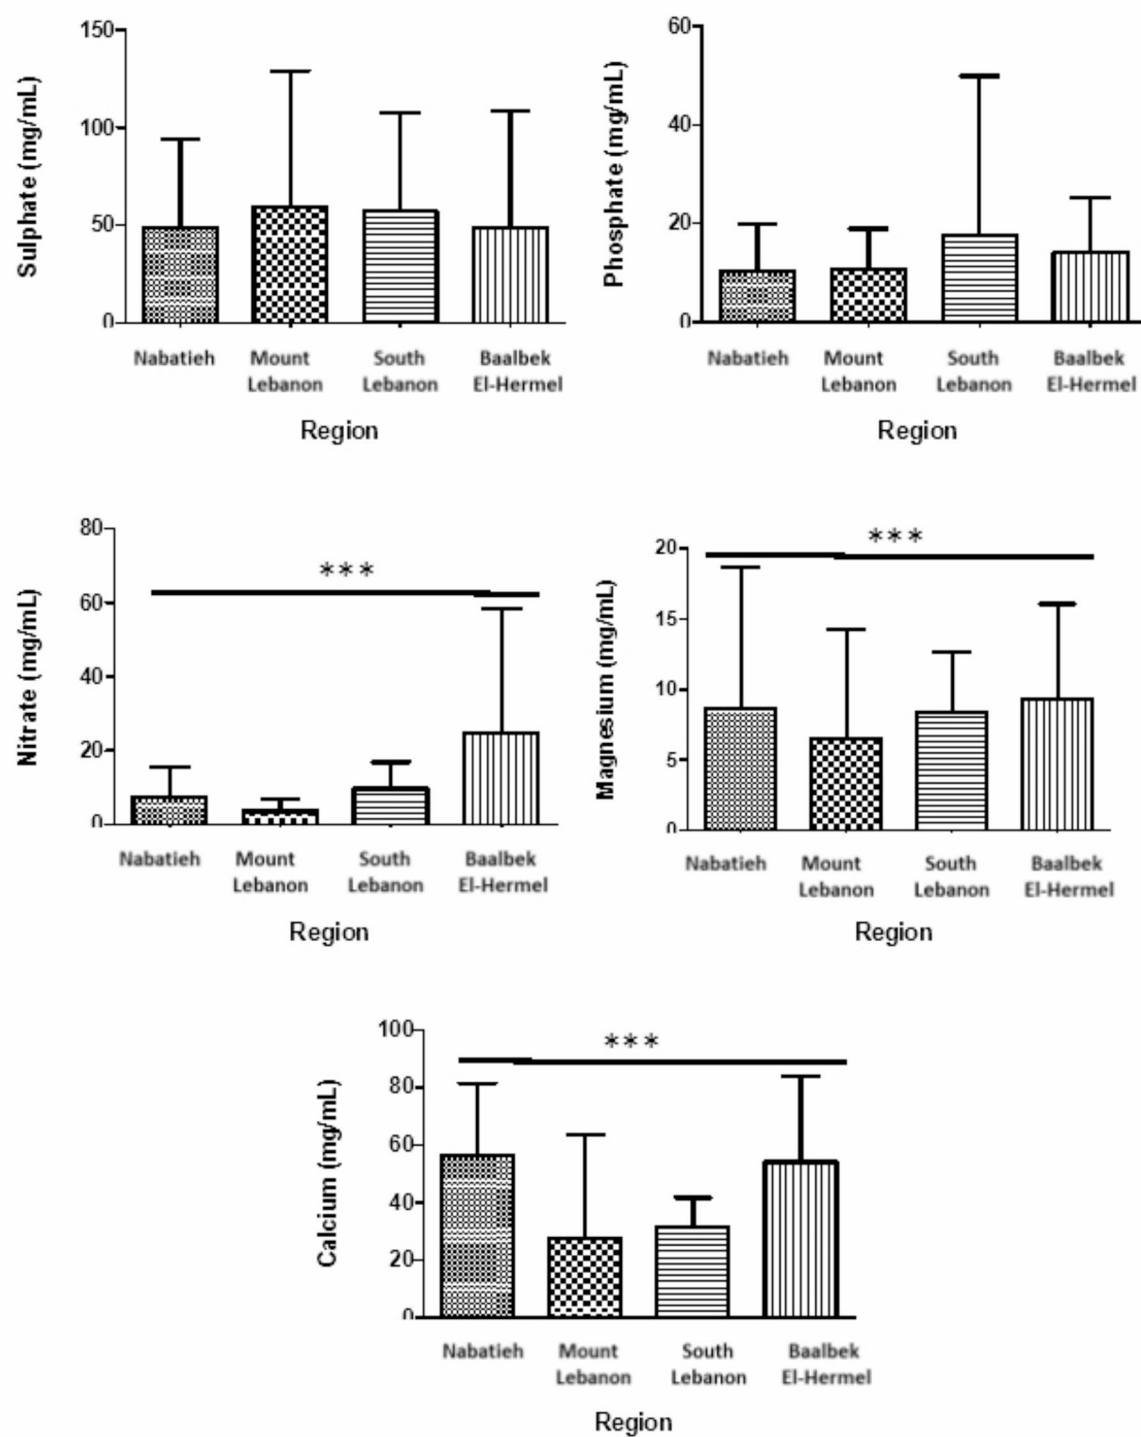 Sulphate (mg/mL)
150
100
50
0
Nabatieh
Mount
Lebanon
South
Lebanon
Baalbek
El-Hermel
Region
Phosphate (mg/mL)
60
40
20
0
Nabatieh
Mount
Lebanon
South
Lebanon
Baalbek
El-Hermel
Region
Nitrate (mg/mL)
80
60
40
20
0
***
Nabatieh
Mount
Lebanon
South
Lebanon
Baalbek
El-Hermel
Region
Magnesium (mg/mL)
20
15
10
5
0
***
Nabatieh
Mount
Lebanon
South
Lebanon
Baalbek
El-Hermel
Region
Calcium (mg/mL)
100
80
60
40
20
0
***
Nabatieh
Mount
Lebanon
South
Lebanon
Baalbek
El-Hermel
Region